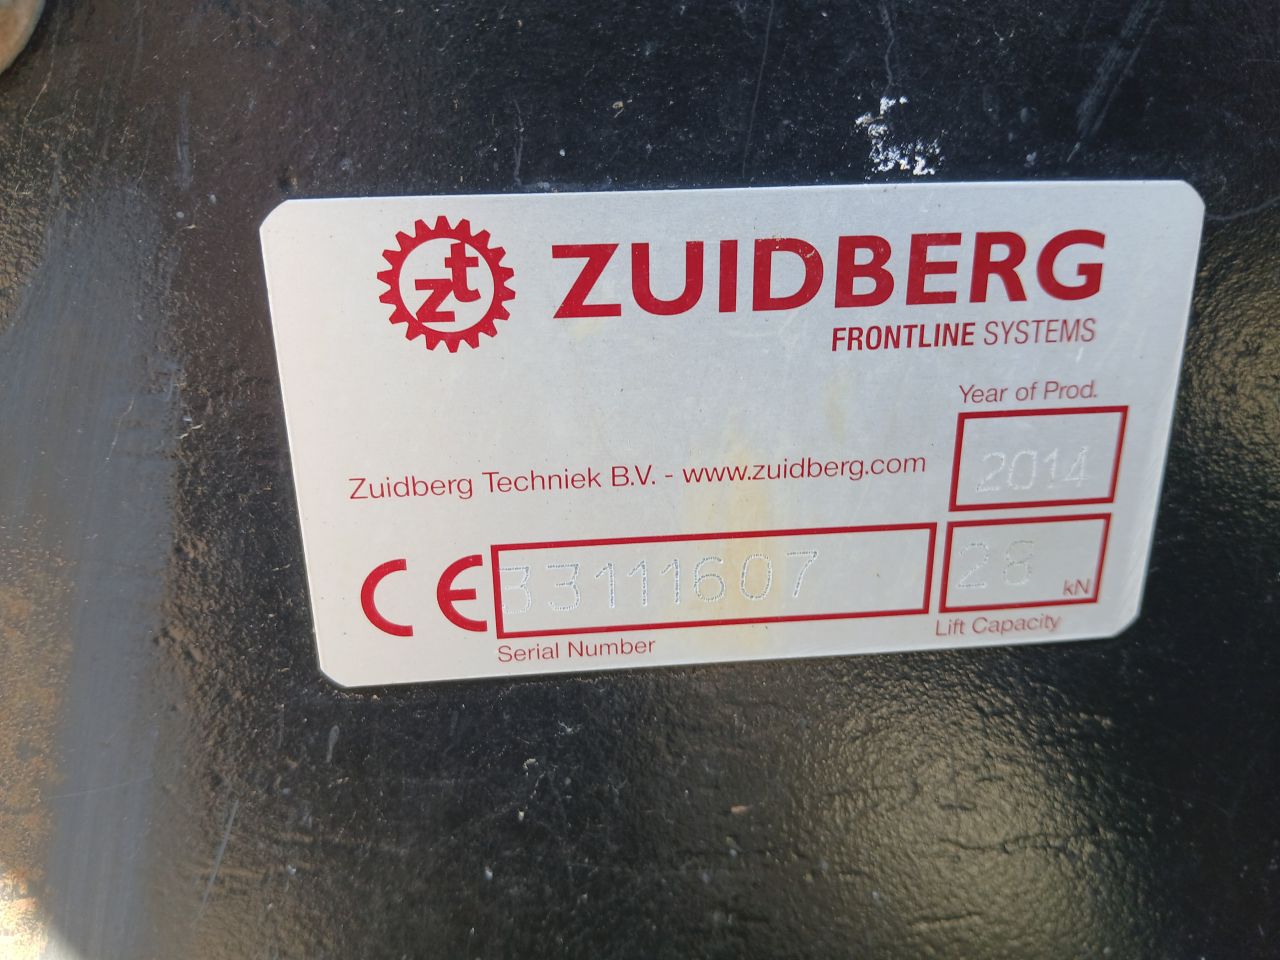 zt
ZUIDBERG
FRONTLINE SYSTEMS
Year of Prod.
2014
Zuidberg Techniek B.V. - www.zuidberg.com
CE
33111607
28 kN
Serial Number
Lift Capacity